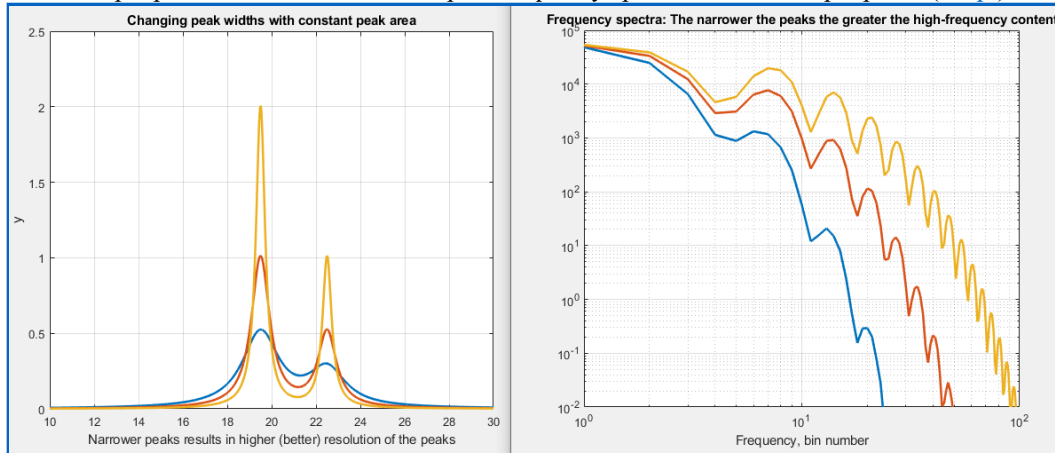 Changing peak widths with constant peak area
2.5
2
1.5
1
0.5
0
y
10 12 14 16 18 20 22 24 26 28 30
Narrower peaks results in higher (better) resolution of the peaks
Frequency spectra: The narrower the peaks the greater the high-frequency content
10^5
10^4
10^3
10^2
10^1
10^0
10^-1
10^-2
10^0 10^1 10^2
Frequency, bin number